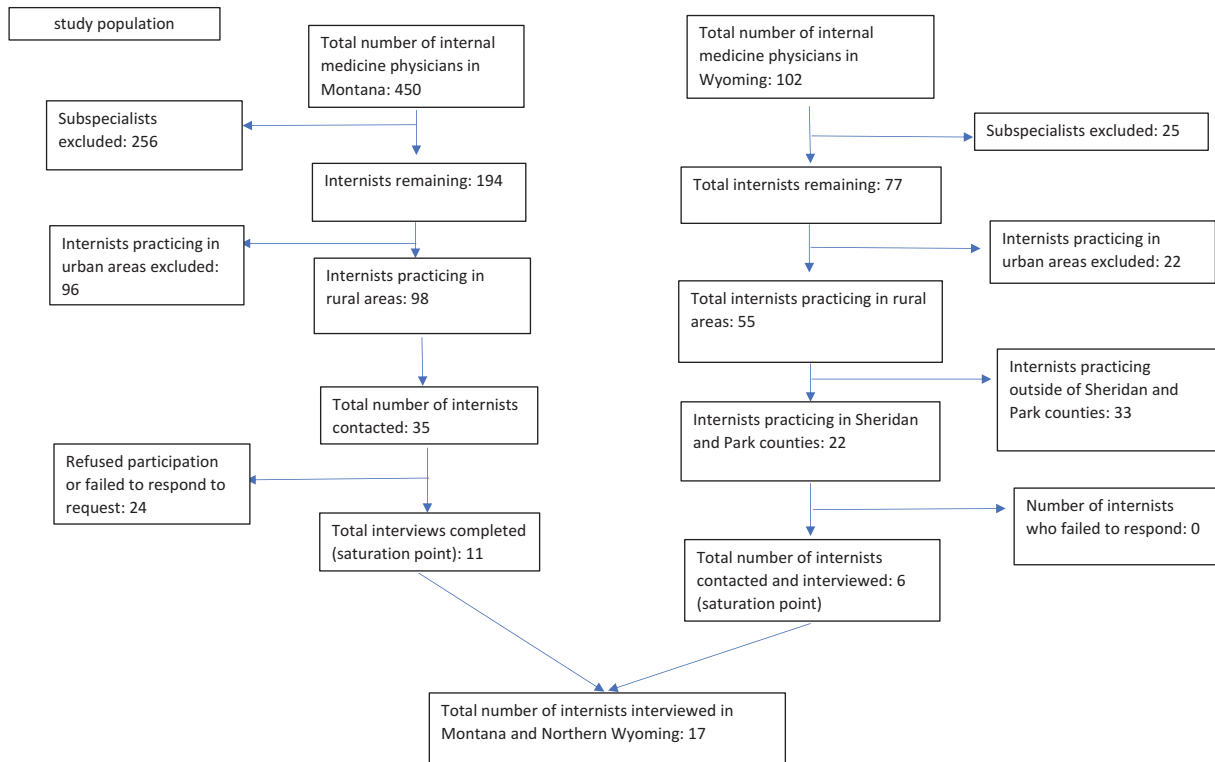 study population
Total number of internal
medicine physicians in
Montana: 450
Subspecialists
excluded: 256
Internists remaining: 194
Internists practicing in
urban areas excluded:
96
Internists practicing in
rural areas: 98
Total number of internists
contacted: 35
Refused participation
or failed to respond to
request: 24
Total interviews completed
(saturation point): 11
Total number of internal
medicine physicians in
Wyoming: 102
Subspecialists excluded: 25
Total internists remaining: 77
Internists practicing in
urban areas excluded: 22
Total internists practicing in rural
areas: 55
Internists practicing
outside of Sheridan and
Park counties: 33
Internists practicing in Sheridan
and Park counties: 22
Number of internists
who failed to respond: 0
Total number of internists
contacted and interviewed: 6
(saturation point)
Total number of internists interviewed in
Montana and Northern Wyoming: 17